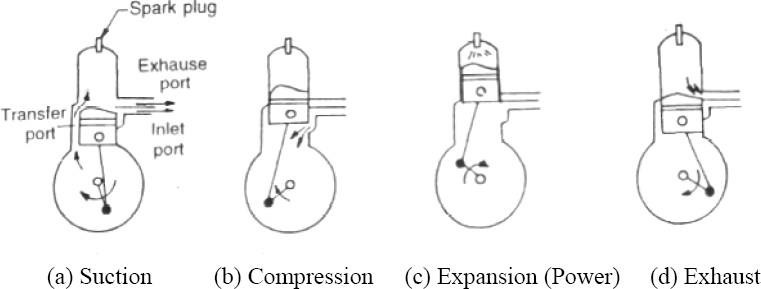 Spark plug
Exhause
port
Transfer
port
Inlet
port
(a) Suction
(b) Compression
(c) Expansion (Power)
(d) Exhaust